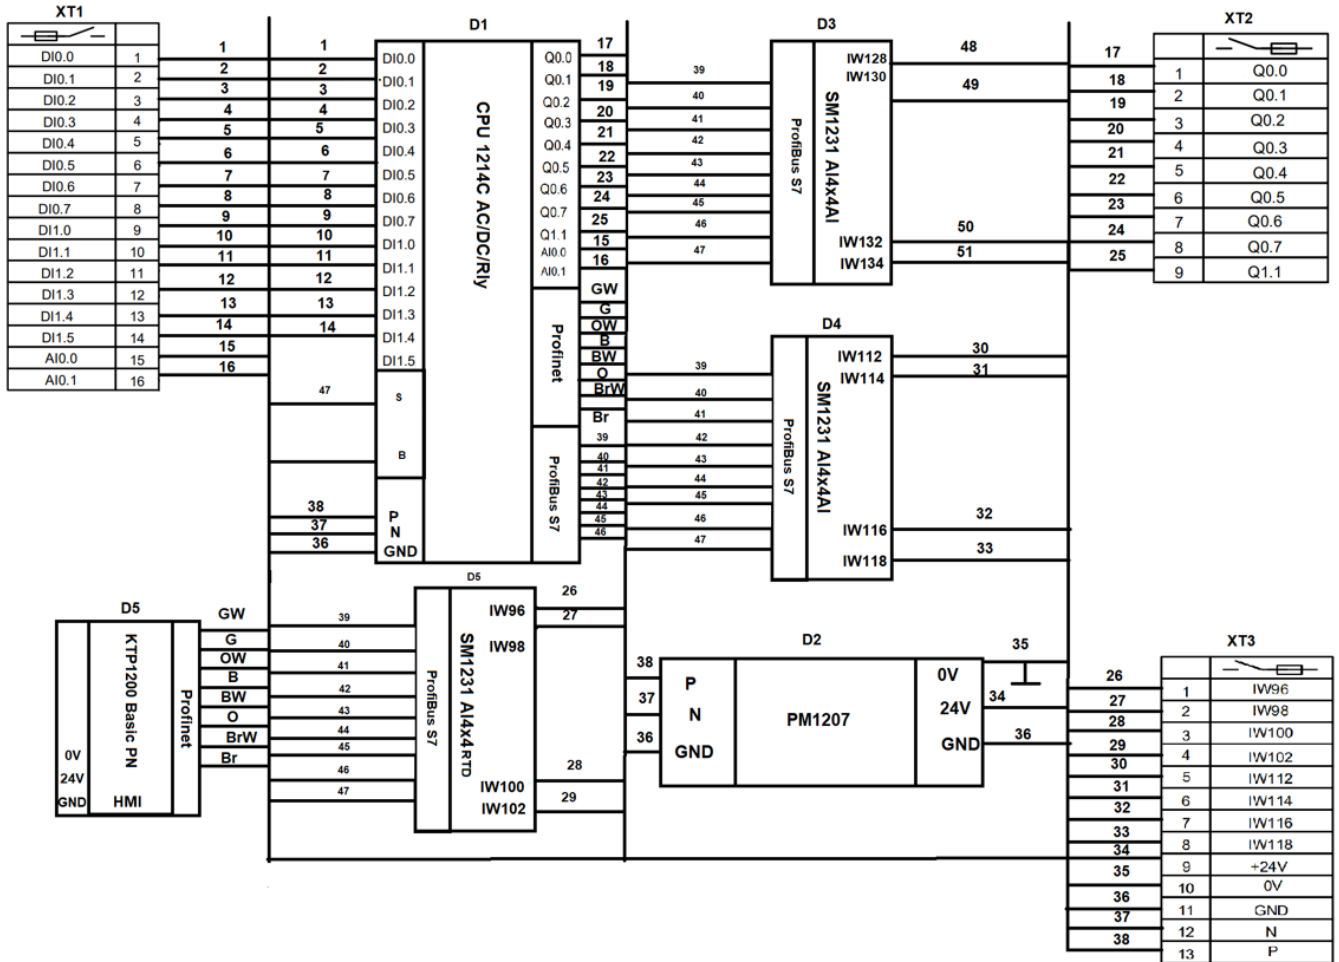 XT1
DI0.0 1
DI0.1 2
DI0.2 3
DI0.3 4
DI0.4 5
DI0.5 6
DI0.6 7
DI0.7 8
DI1.0 9
DI1.1 10
DI1.2 11
DI1.3 12
DI1.4 13
DI1.5 14
AI0.0 15
AI0.1 16
1 1
2 2
3 3
4 4
5 5
6 6
7 7
8 8
9 9
10 10
11 11
12 12
13 13
14 14
15
16
47
38
37
36
D1
DI0.0
DI0.1
DI0.2
DI0.3
DI0.4
DI0.5
DI0.6
DI0.7
DI1.0
DI1.1
DI1.2
DI1.3
DI1.4
DI1.5
S
B
P
N
GND
CPU 1214C AC/DC/Rly
Q0.0
Q0.1
Q0.2
Q0.3
Q0.4
Q0.5
Q0.6
Q0.7
Q1.1
AI0.0
AI0.1
Profinet
ProfiBus S7
17
18
19
20
21
22
23
24
25
15
16
GW
G
OW
B
BW
O
BrW
Br
39
40
41
42
43
44
45
46
39
40
41
42
43
44
45
46
47
D3
ProfiBus S7
SM1231 AI4x4AI
IW128
IW130
IW132
IW134
48
49
50
51
39
40
41
42
43
44
45
46
47
D4
ProfiBus S7
SM1231 AI4x4AI
IW112
IW114
IW116
IW118
30
31
32
33
XT2
17
18
19
20
21
22
23
24
25
1 Q0.0
2 Q0.1
3 Q0.2
4 Q0.3
5 Q0.4
6 Q0.5
7 Q0.6
8 Q0.7
9 Q1.1
D5
0V
24V
GND
KTP1200 Basic PN
HMI
Profinet
GW
G
OW
B
BW
O
BrW
Br
39
40
41
42
43
44
45
46
47
D5
ProfiBus S7
SM1231 AI4x4RTD
IW96
IW98
IW100
IW102
26
27
28
29
D2
38
37
36
P
N
GND
PM1207
0V
24V
GND
35
34
36
XT3
26
27
28
29
30
31
32
33
34
35
36
37
38
1 IW96
2 IW98
3 IW100
4 IW102
5 IW112
6 IW114
7 IW116
8 IW118
9 +24V
10 0V
11 GND
12 N
13 P